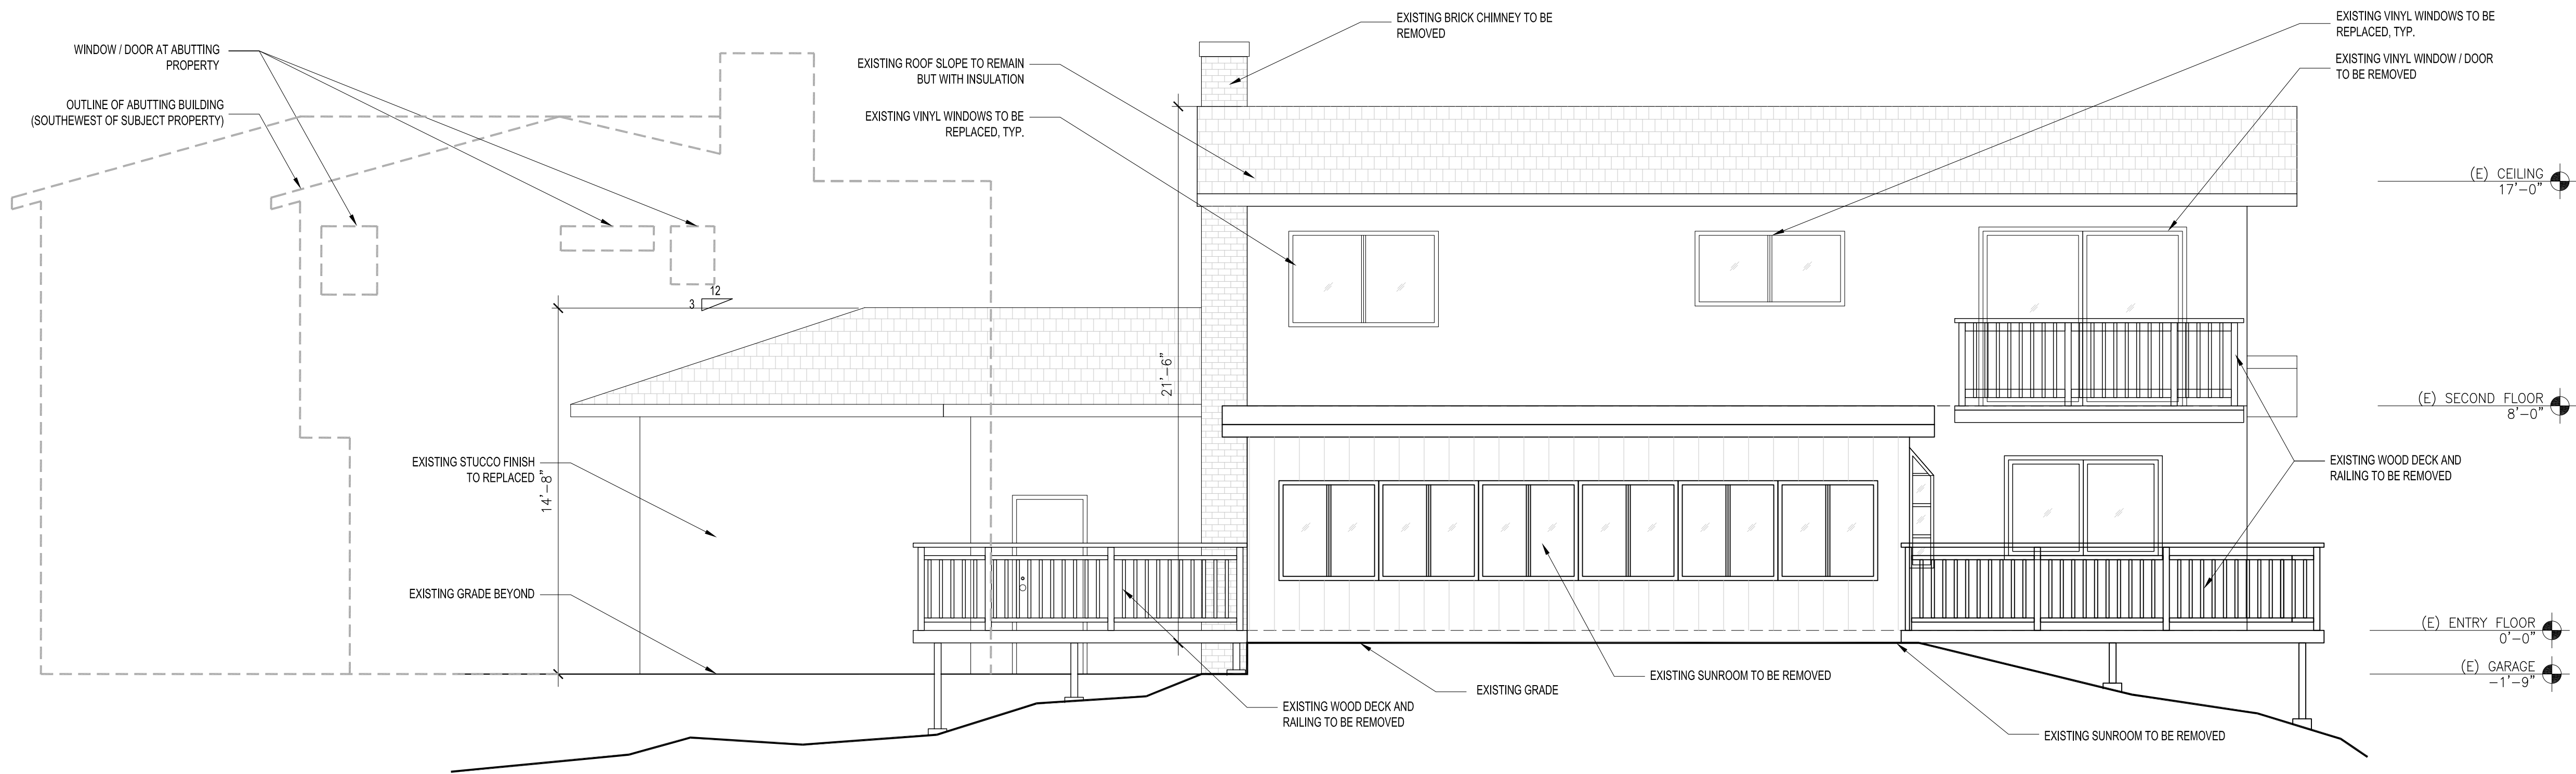 EXISTING BRICK CHIMNEY TO BE
REMOVED
EXISTING VINYL WINDOWS TO BE
REPLACED, TYP.
WINDOW / DOOR AT ABUTTING
PROPERTY
EXISTING ROOF SLOPE TO REMAIN
BUT WITH INSULATION
EXISTING VINYL WINDOW / DOOR
TO BE REMOVED
OUTLINE OF ABUTTING BUILDING
(SOUTHEWEST OF SUBJECT PROPERTY)
EXISTING VINYL WINDOWS TO BE
REPLACED, TYP.
(E) CEILING
17'-0"
12
3
21'-6"
(E) SECOND FLOOR
8'-0"
EXISTING STUCCO FINISH
TO REPLACED
14'-8"
EXISTING WOOD DECK AND
RAILING TO BE REMOVED
EXISTING GRADE BEYOND
(E) ENTRY FLOOR
0'-0"
(E) GARAGE
-1'-9"
EXISTING SUNROOM TO BE REMOVED
EXISTING GRADE
EXISTING WOOD DECK AND
RAILING TO BE REMOVED
EXISTING SUNROOM TO BE REMOVED